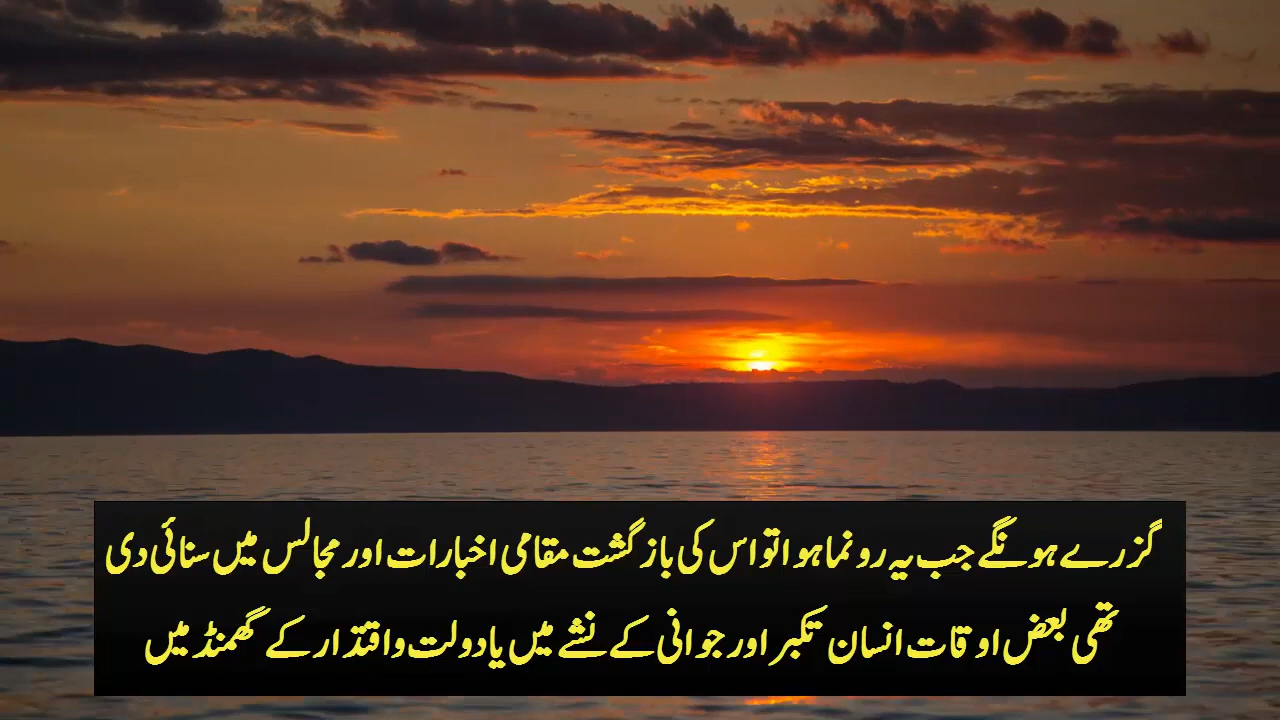 گزرے ہونگے جب یہ رونما ہوا تو اس کی بازگشت مقامی اخبارات اور مجالس میں سنائی دی
تھی بعض اوقات انسان تکبر اور جوانی کے نشے میں یا دولت و اقتدار کے گھمنڈ میں